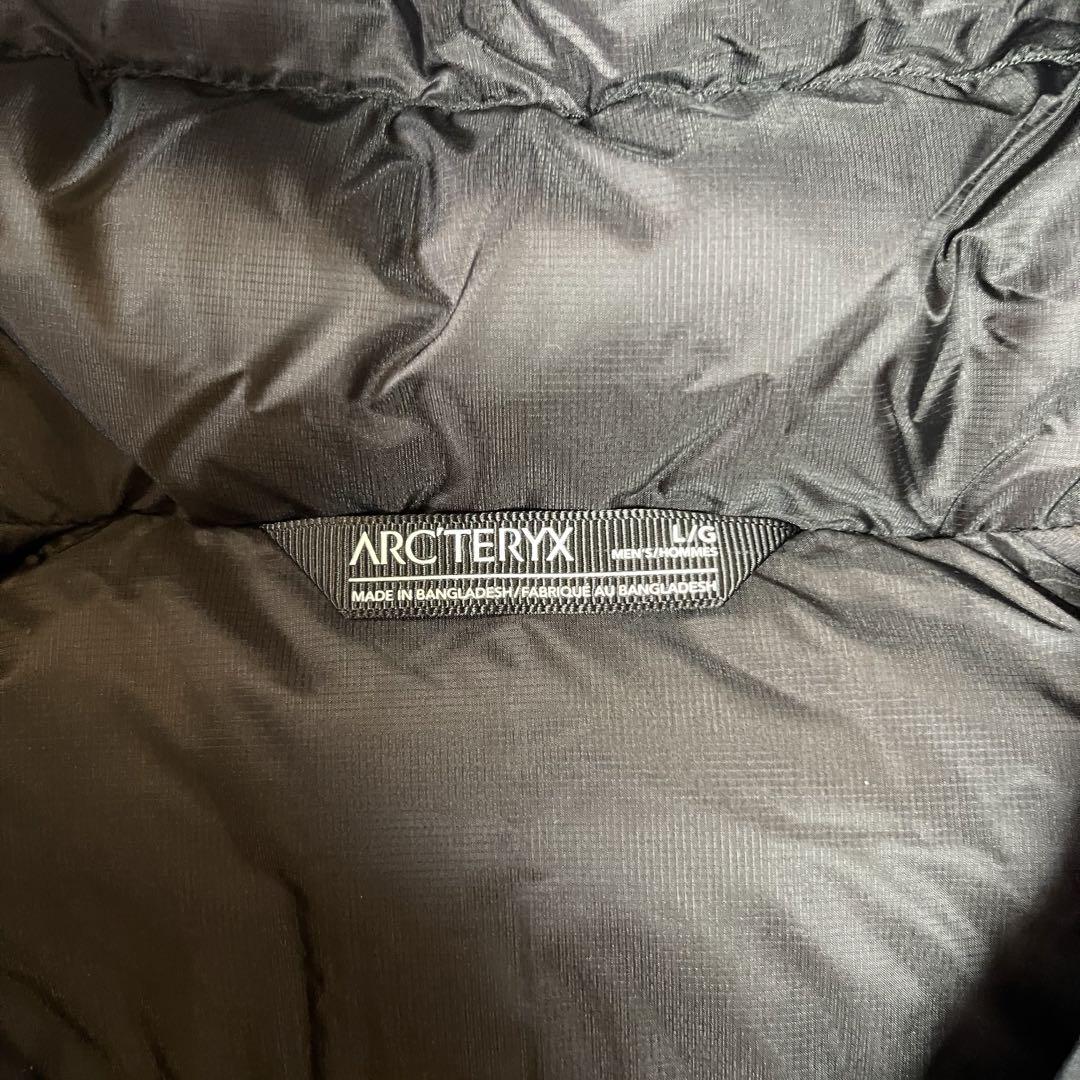 ARC'TERYX
L/G
MEN'S/HOMMES
MADE IN BANGLADESH/FABRIQUÉ AU BANGLADESH